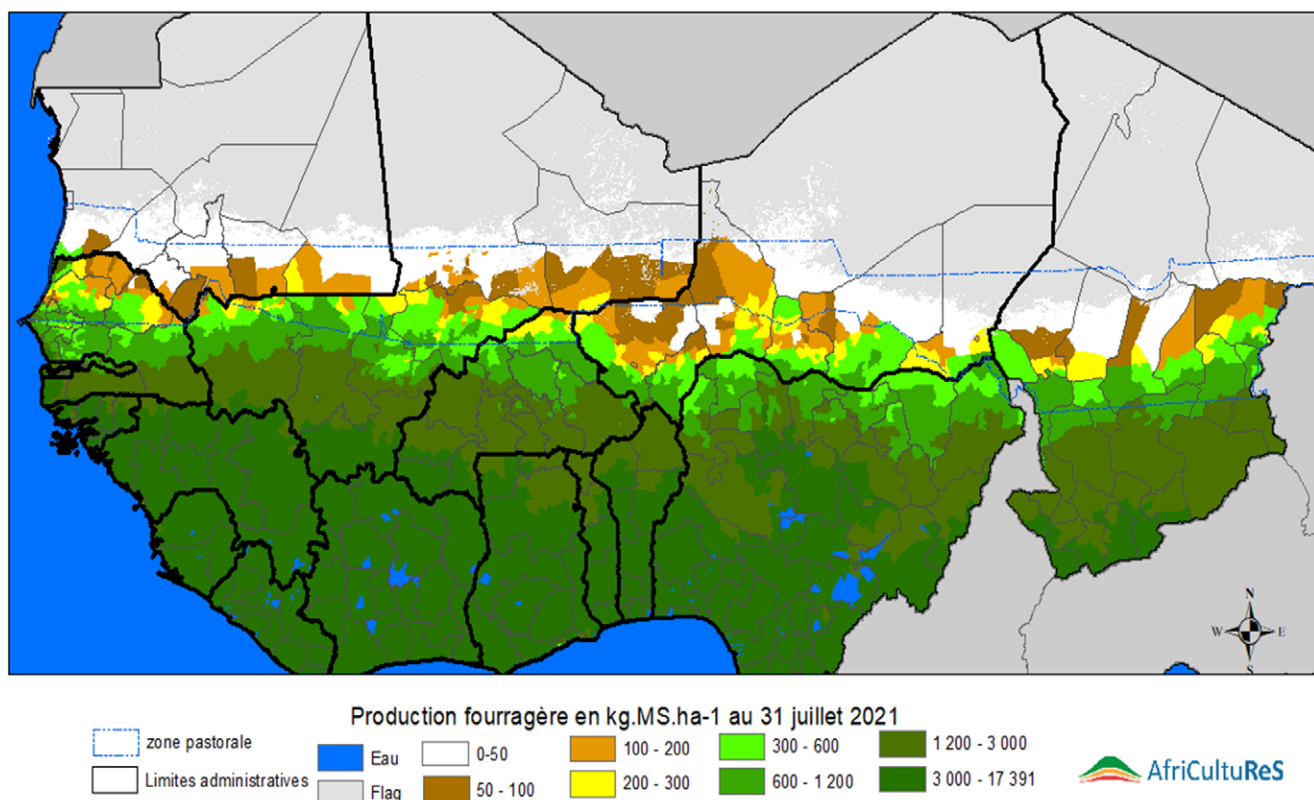 N
W E
S
Production fourragère en kg.MS.ha-1 au 31 juillet 2021
zone pastorale
Limites administratives
Eau
Flag
0-50
50 - 100
100 - 200
200 - 300
300 - 600
600 - 1 200
1 200 - 3 000
3 000 - 17 391
AfriCultuReS